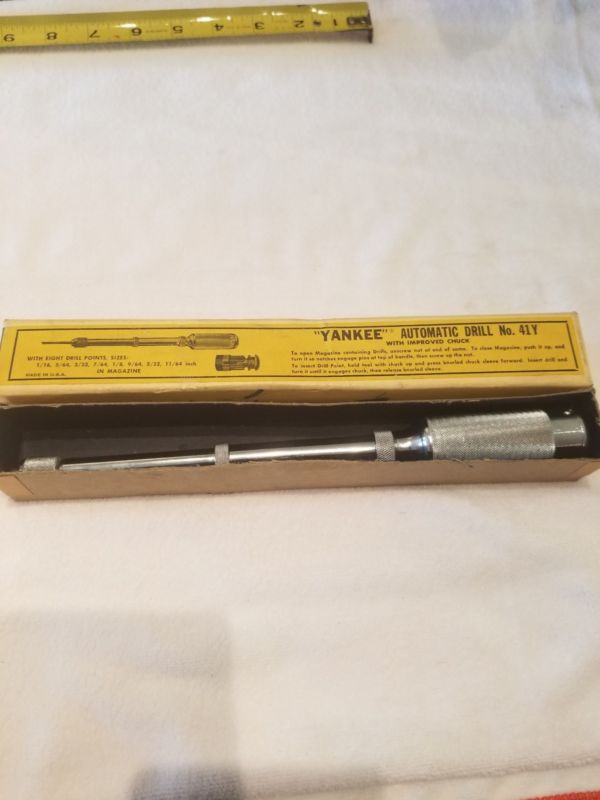 1 2 3 4 5 6 7 8 9
"YANKEE"® AUTOMATIC DRILL No. 41Y
WITH IMPROVED CHUCK
WITH EIGHT DRILL POINTS, SIZES:
1/16, 5/64, 3/32, 7/64, 1/8, 9/64, 5/32, 11/64 inch
IN MAGAZINE
MADE IN U.S.A.
To open Magazine containing Drills, unscrew nut at end of same. To close Magazine, push it up, and
turn it so notches engage pins at top of handle, then screw up the nut.
To insert Drill Point, hold tool with chuck up and press knurled chuck sleeve forward. Insert drill and
turn it until it engages chuck, then release knurled sleeve.